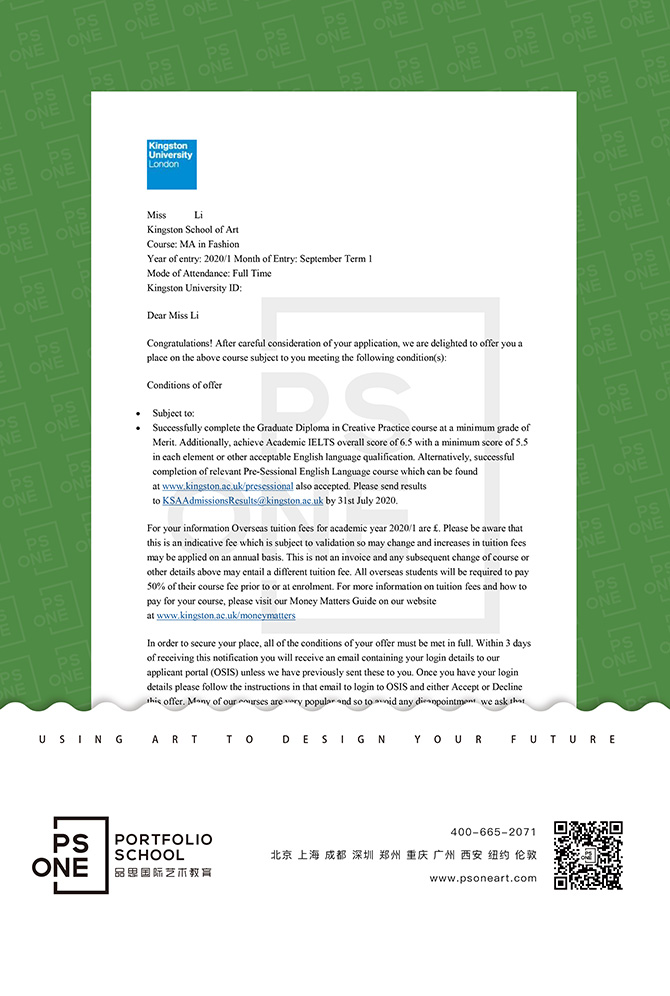 Kingston
University
London
Miss Li
Kingston School of Art
Course: MA in Fashion
Year of entry: 2020/1 Month of Entry: September Term 1
Mode of Attendance: Full Time
Kingston University ID:
Dear Miss Li
Congratulations! After careful consideration of your application, we are delighted to offer you a
place on the above course subject to you meeting the following condition(s):
Conditions of offer
• Subject to:
• Successfully complete the Graduate Diploma in Creative Practice course at a minimum grade of
Merit. Additionally, achieve Academic IELTS overall score of 6.5 with a minimum score of 5.5
in each element or other acceptable English language qualification. Alternatively, successful
completion of relevant Pre-Sessional English Language course which can be found
at www.kingston.ac.uk/presessional also accepted. Please send results
to KSAAdmissionsResults@kingston.ac.uk by 31st July 2020.
For your information Overseas tuition fees for academic year 2020/1 are £. Please be aware that
this is an indicative fee which is subject to validation so may change and increases in tuition fees
may be applied on an annual basis. This is not an invoice and any subsequent change of course or
other details above may entail a different tuition fee. All overseas students will be required to pay
50% of their course fee prior to or at enrolment. For more information on tuition fees and how to
pay for your course, please visit our Money Matters Guide on our website
at www.kingston.ac.uk/moneymatters
In order to secure your place, all of the conditions of your offer must be met in full. Within 3 days
of receiving this notification you will receive an email containing your login details to our
applicant portal (OSIS) unless we have previously sent these to you. Once you have your login
details please follow the instructions in that email to login to OSIS and either Accept or Decline
this offer. Many of our courses are very popular and so to avoid any disappointment, we ask that
USING ART TO DESIGN YOUR FUTURE
PS
ONE
PORTFOLIO
SCHOOL
品思国际艺术教育
400-665-2071
北京 上海 成都 深圳 郑州 重庆 广州 西安 纽约 伦敦
www.psoneart.com